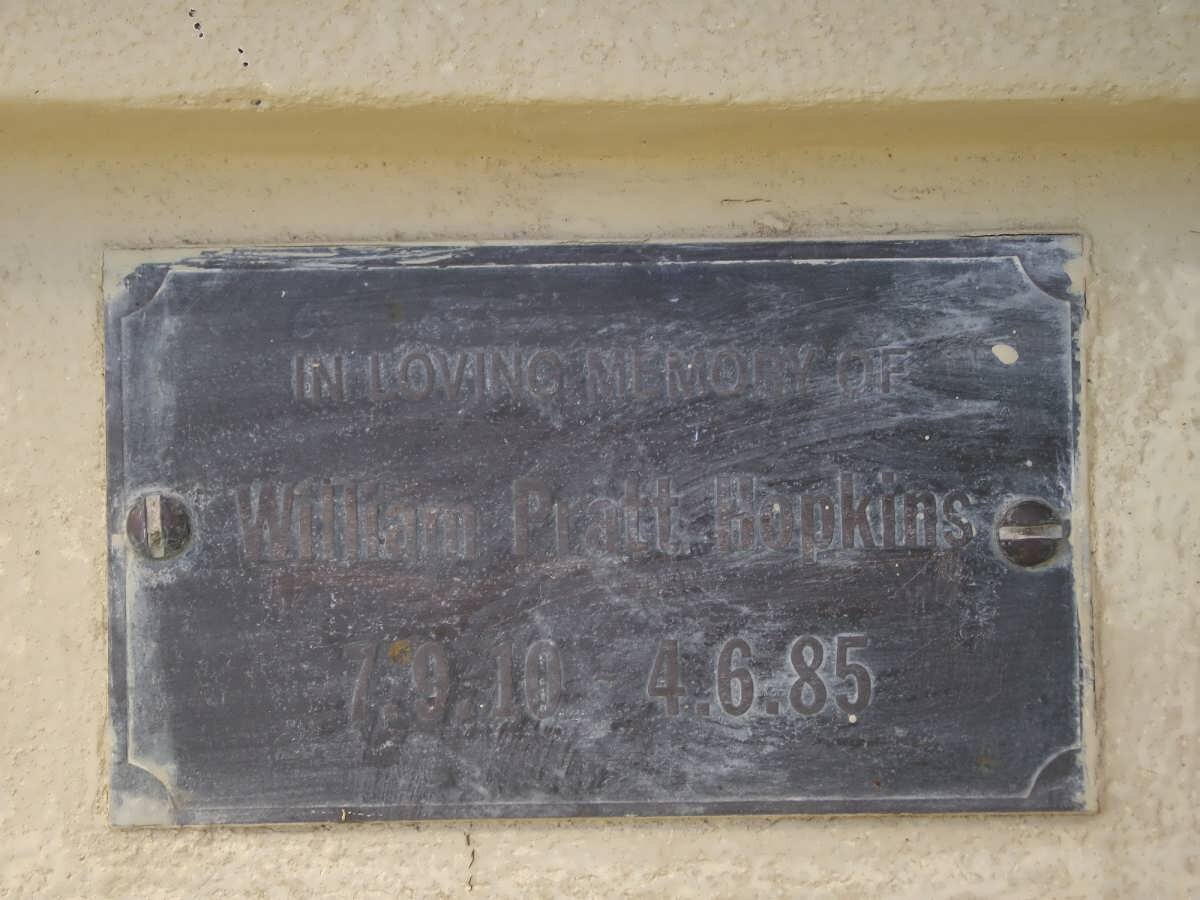 IN LOVING MEMORY OF
William Pratt Hopkins
7.9.10 - 4.6.85